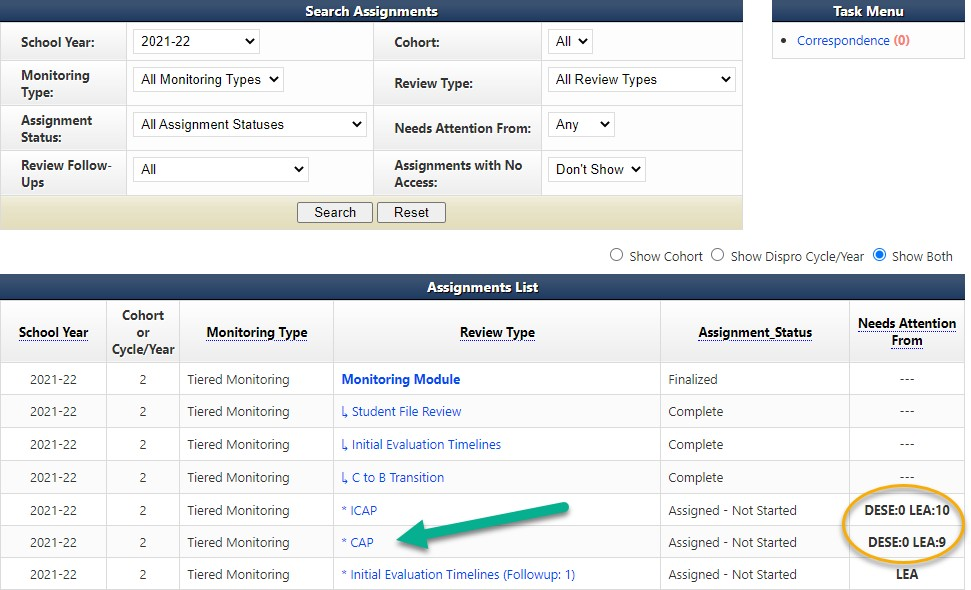 Search Assignments
Task Menu
School Year: 2021-22 Cohort: All
• Correspondence (0)
Monitoring Type: All Monitoring Types Review Type: All Review Types
Assignment Status: All Assignment Statuses Needs Attention From: Any
Review Follow-Ups All Assignments with No Access: Don't Show
Search Reset
Show Cohort Show Dispro Cycle/Year Show Both
Assignments List
School Year Cohort or Cycle/Year Monitoring Type Review Type Assignment_Status Needs Attention From
2021-22 2 Tiered Monitoring Monitoring Module Finalized ---
2021-22 2 Tiered Monitoring ↳ Student File Review Complete ---
2021-22 2 Tiered Monitoring ↳ Initial Evaluation Timelines Complete ---
2021-22 2 Tiered Monitoring ↳ C to B Transition Complete ---
2021-22 2 Tiered Monitoring * ICAP Assigned - Not Started DESE:0 LEA:10
2021-22 2 Tiered Monitoring * CAP Assigned - Not Started DESE:0 LEA:9
2021-22 2 Tiered Monitoring * Initial Evaluation Timelines (Followup: 1) Assigned - Not Started LEA